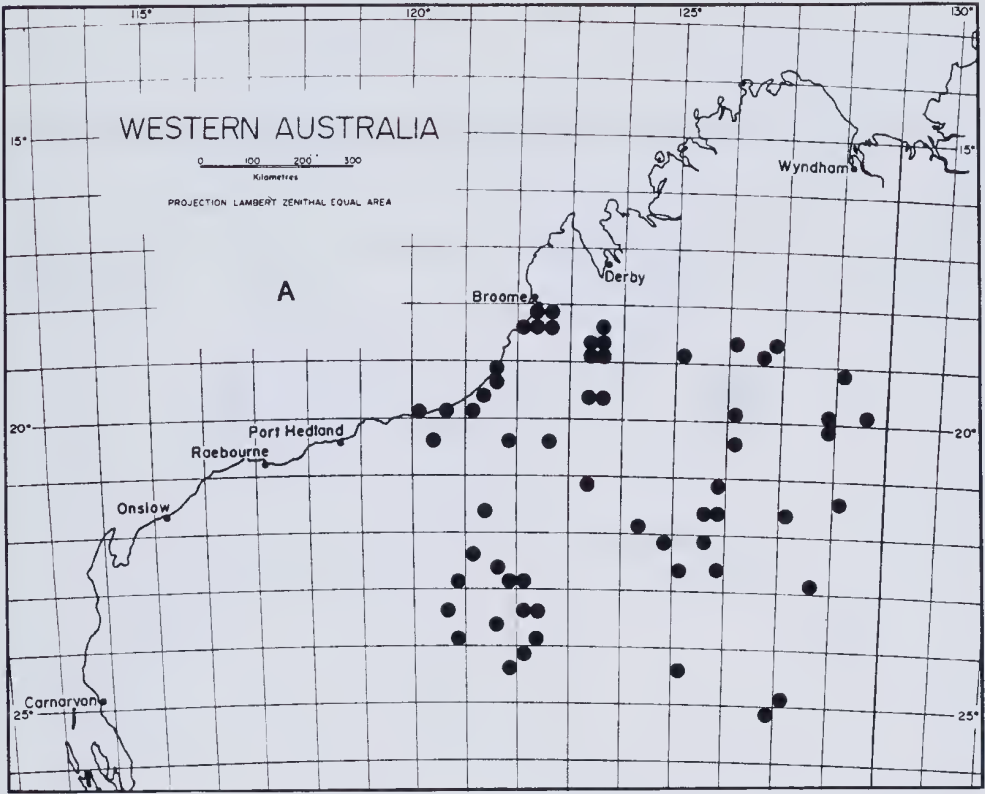 115° 120° 125° 130°
WESTERN AUSTRALIA
15° 15°
0 100 200 300
Kilometres
Wyndham
PROJECTION LAMBERT ZENITHAL EQUAL AREA
Derby
A
Broome
20° 20°
Port Hedland
Raebourne
Onslow
Carnarvon
25° 25°